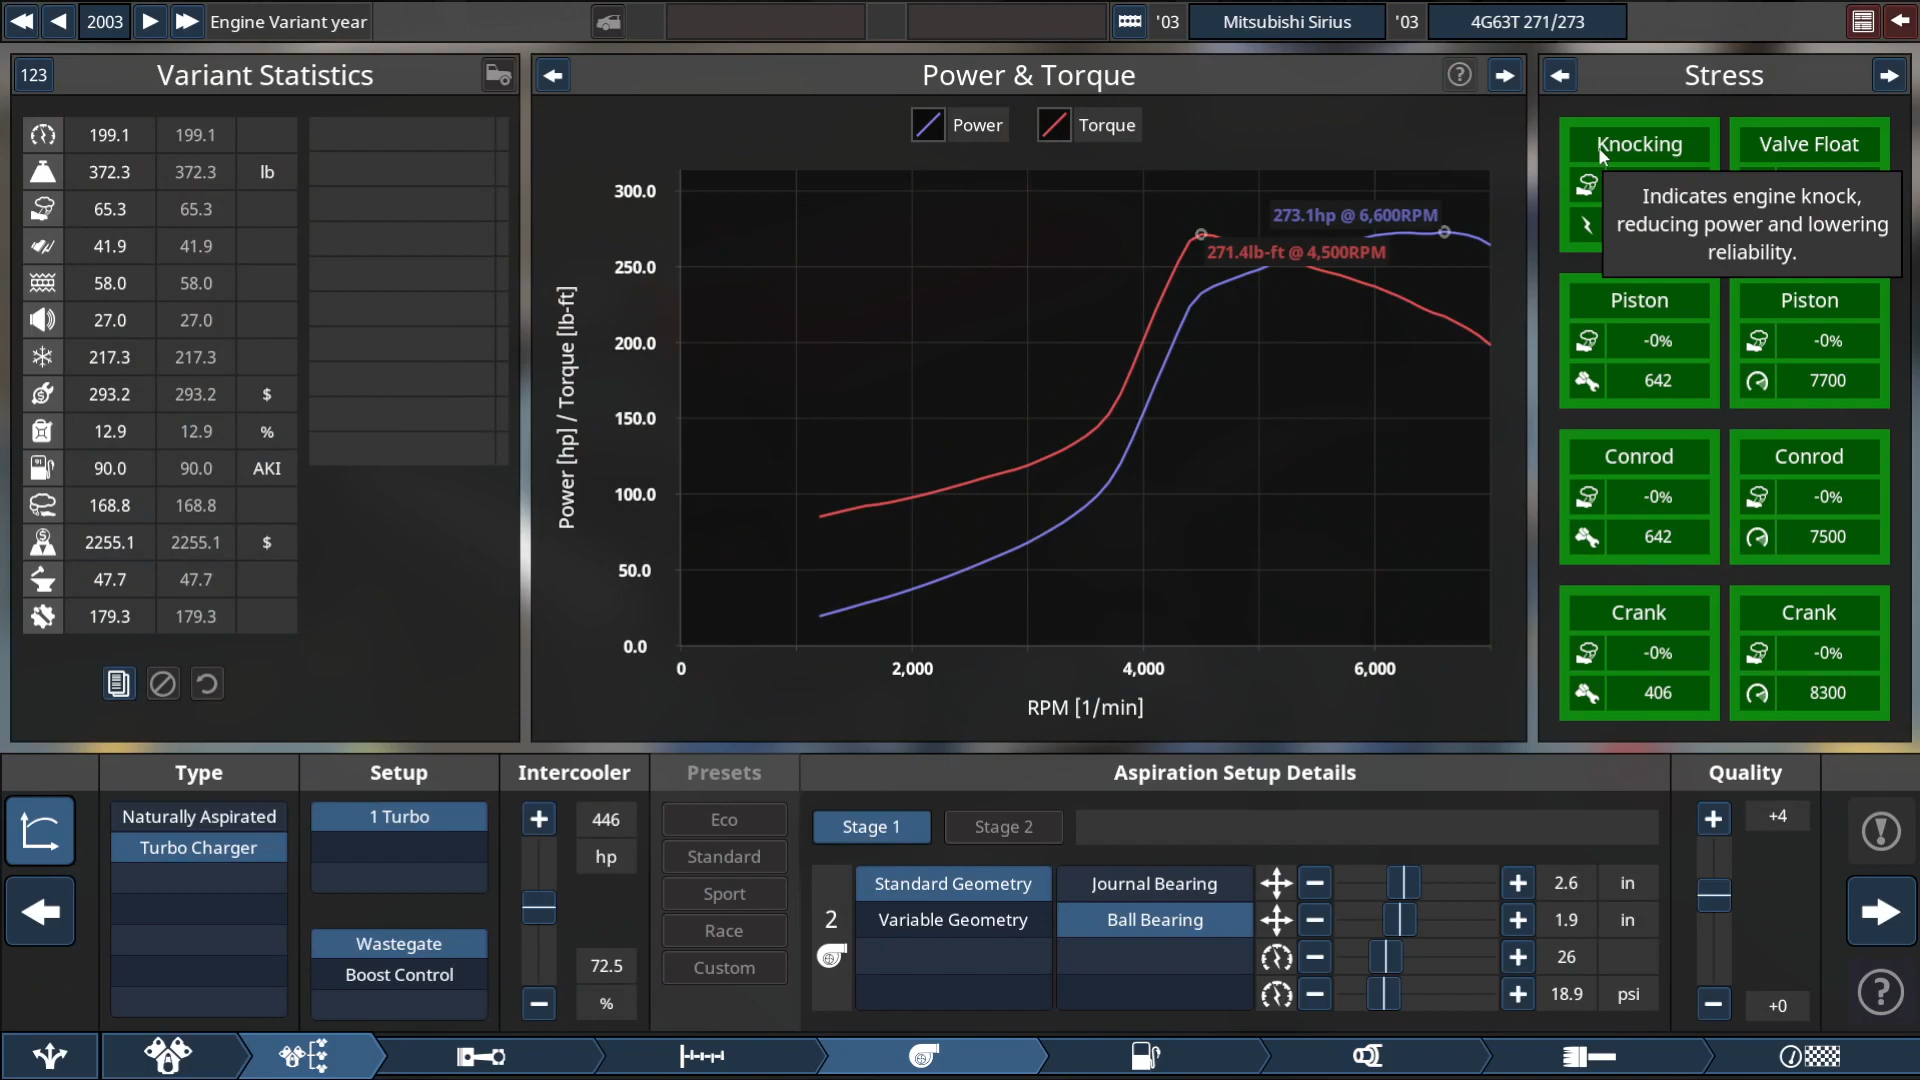 2003
Engine Variant year
'03
Mitsubishi Sirius
'03
4G63T 271/273
123
Variant Statistics
199.1 199.1
372.3 372.3 lb
65.3 65.3
41.9 41.9
58.0 58.0
27.0 27.0
217.3 217.3
293.2 293.2 $
12.9 12.9 %
90.0 90.0 AKI
168.8 168.8
2255.1 2255.1 $
47.7 47.7
179.3 179.3
Power & Torque
?
Power
Torque
Power [hp] / Torque [lb-ft]
300.0
250.0
200.0
150.0
100.0
50.0
0.0
273.1hp @ 6,600RPM
271.4lb-ft @ 4,500RPM
0 2,000 4,000 6,000
RPM [1/min]
Stress
Knocking
Valve Float
Indicates engine knock,
reducing power and lowering
reliability.
Piston Piston
-0% -0%
642 7700
Conrod Conrod
-0% -0%
642 7500
Crank Crank
-0% -0%
406 8300
Type
Naturally Aspirated
Turbo Charger
Setup
1 Turbo
Wastegate
Boost Control
Intercooler
446
hp
72.5
%
Presets
Eco
Standard
Sport
Race
Custom
Aspiration Setup Details
Stage 1
Stage 2
2
Standard Geometry
Variable Geometry
Journal Bearing
Ball Bearing
2.6 in
1.9 in
26
18.9 psi
Quality
+4
+0
?